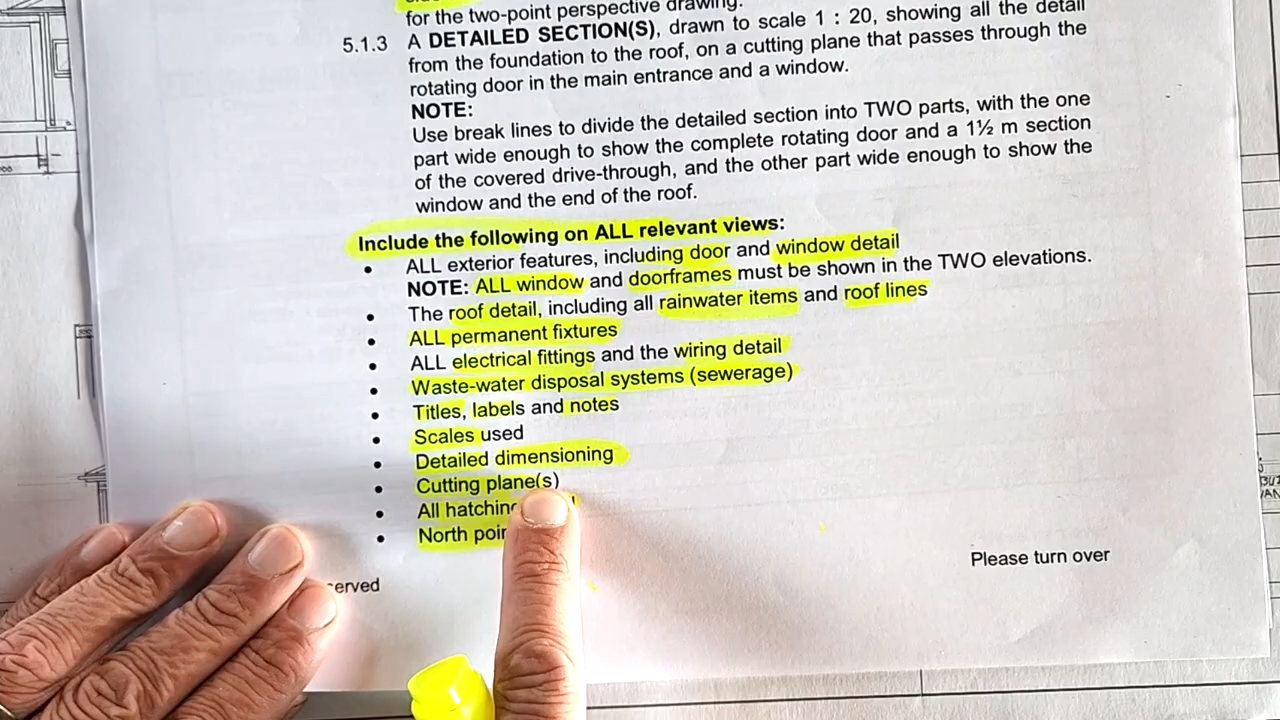 for the two-point perspective drawing.
5.1.3 A DETAILED SECTION(S), drawn to scale 1 : 20, showing all the detail
from the foundation to the roof, on a cutting plane that passes through the
rotating door in the main entrance and a window.
NOTE:
Use break lines to divide the detailed section into TWO parts, with the one
part wide enough to show the complete rotating door and a 1½ m section
of the covered drive-through, and the other part wide enough to show the
window and the end of the roof.
Include the following on ALL relevant views:
• ALL exterior features, including door and window detail
NOTE: ALL window and doorframes must be shown in the TWO elevations.
• The roof detail, including all rainwater items and roof lines
• ALL permanent fixtures
• ALL electrical fittings and the wiring detail
• Waste-water disposal systems (sewerage)
• Titles, labels and notes
• Scales used
• Detailed dimensioning
• Cutting plane(s)
• All hatching
• North
Please turn over